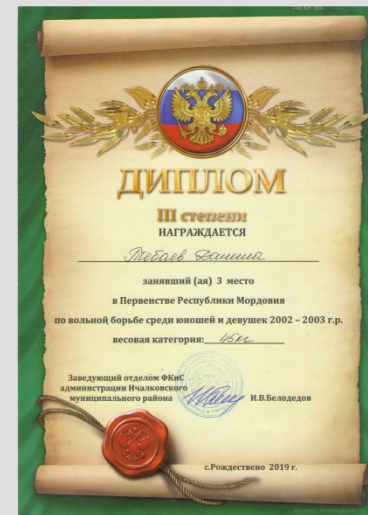 ДИПЛОМ
III степени
НАГРАЖДАЕТСЯ
Тебаев Даниил
занявший (ая) 3 место
в Первенстве Республики Мордовия
по вольной борьбе среди юношей и девушек 2002 – 2003 г.р.
весовая категория: 45кг
Заведующий отделом ФКиС
администрации Ичалковского
муниципального района И.В.Белодедов
с.Рождествено 2019 г.